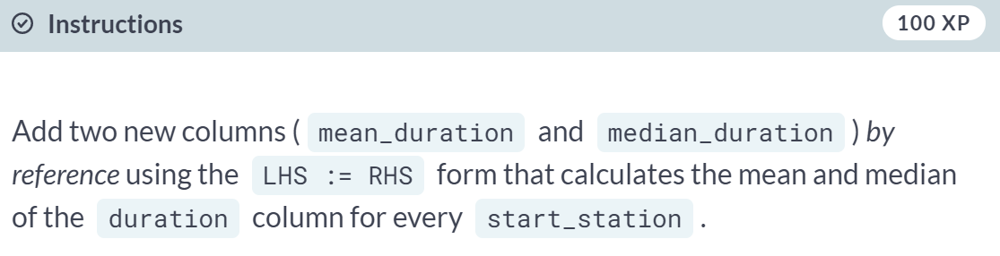 Instructions
100 XP
Add two new columns ( mean_duration and median_duration ) by
reference using the LHS := RHS form that calculates the mean and median
of the duration column for every start_station .